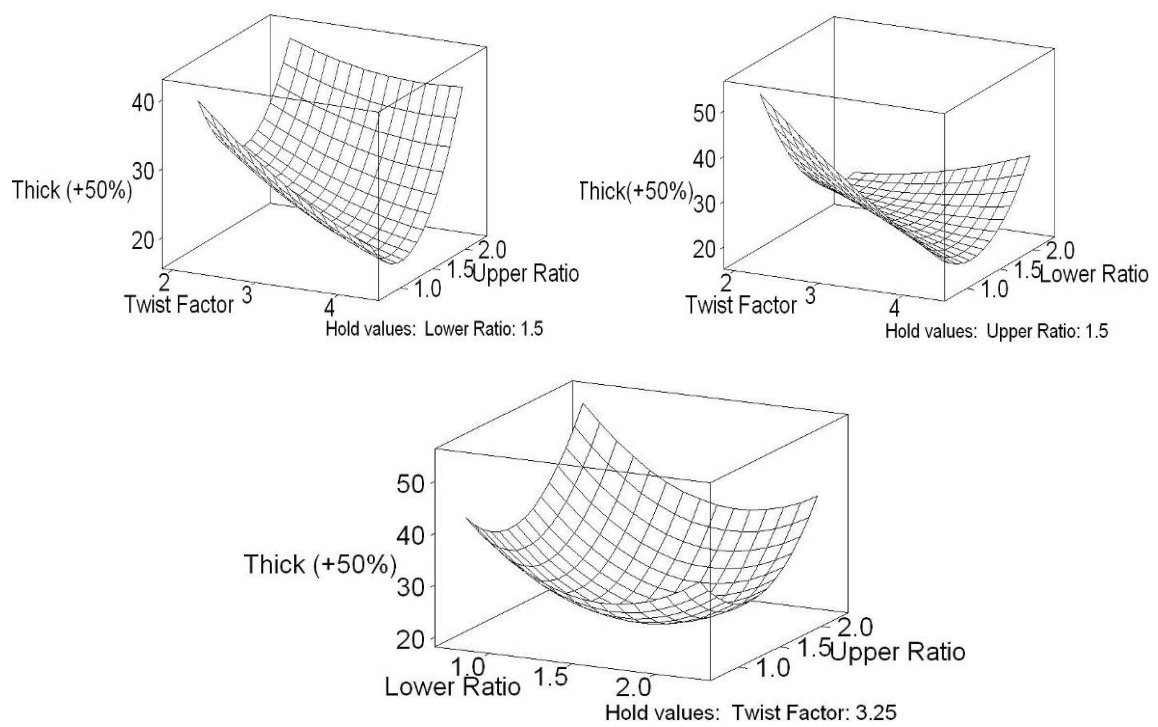 40
30
20
Thick (+50%)
2
3
4
Twist Factor
1.0
1.5
2.0
Upper Ratio
Hold values: Lower Ratio: 1.5
50
40
30
20
Thick(+50%)
2
3
4
Twist Factor
1.0
1.5
2.0
Lower Ratio
Hold values: Upper Ratio: 1.5
50
40
30
20
Thick (+50%)
1.0
1.5
2.0
Lower Ratio
1.0
1.5
2.0
Upper Ratio
Hold values: Twist Factor: 3.25